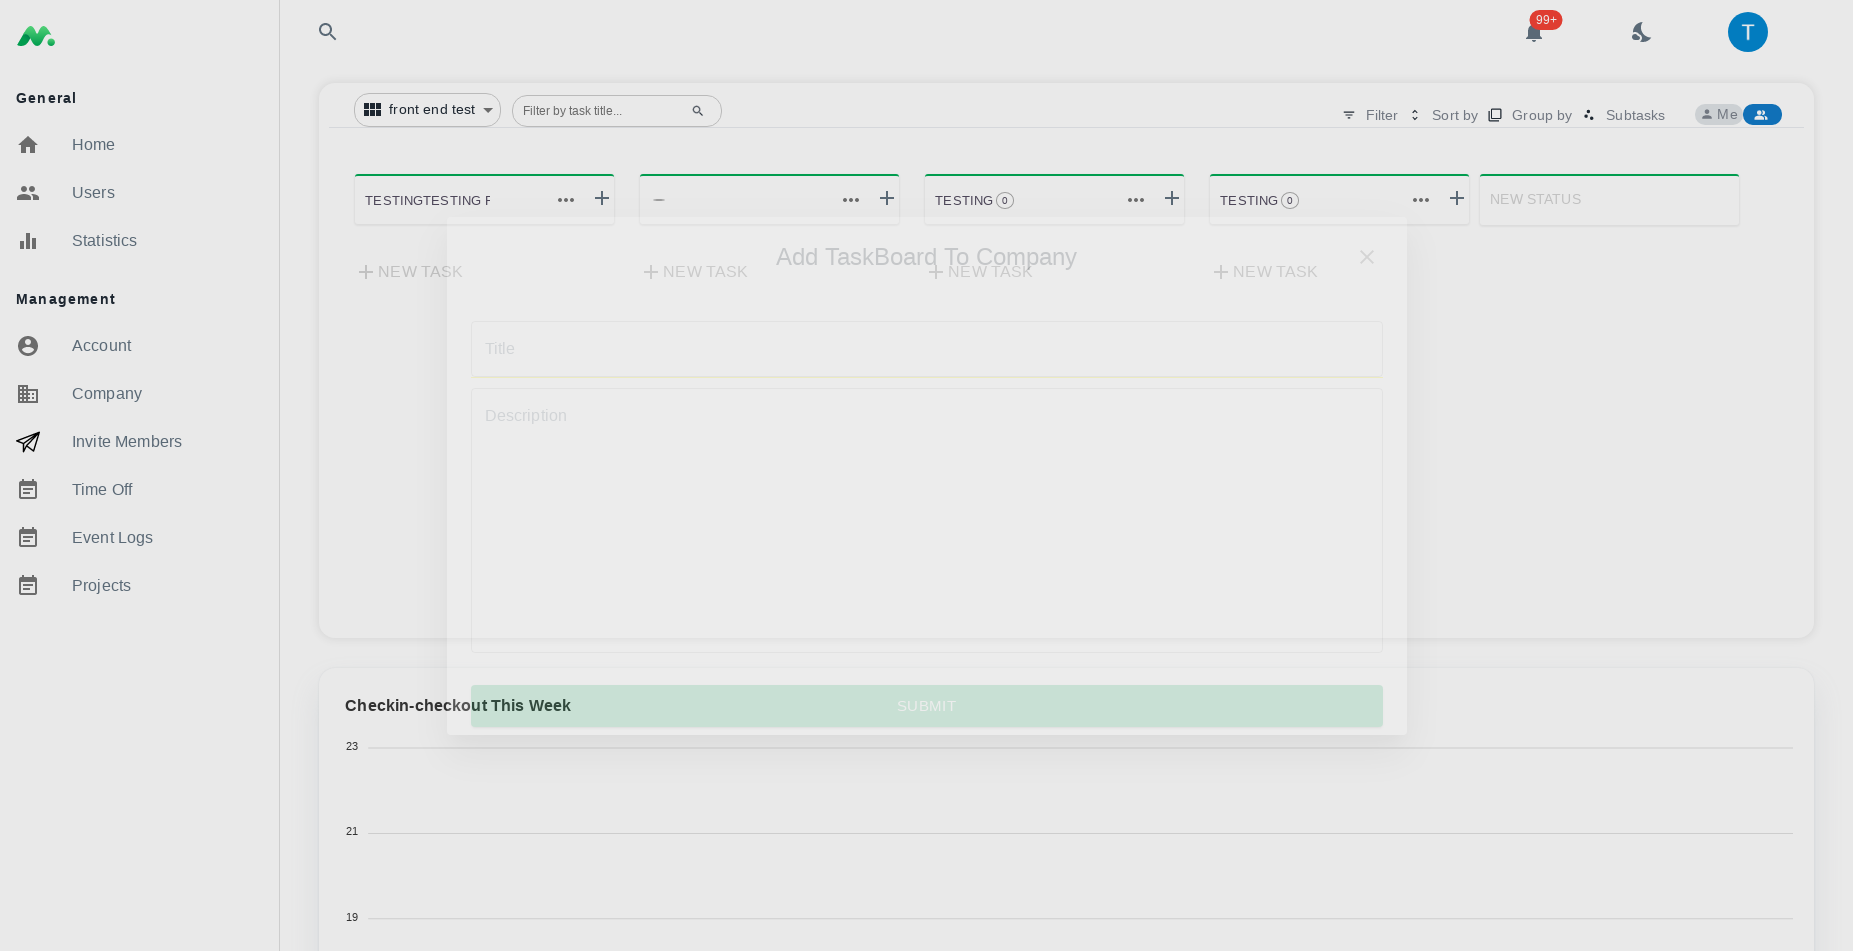 99+
T
General
Home
Users
Statistics
Management
Account
Company
Invite Members
Time Off
Event Logs
Projects
front end test
Filter by task title...
Filter
Sort by
Group by
Subtasks
Me
TESTINGTESTING F
TESTING 0
TESTING 0
NEW STATUS
NEW TASK
NEW TASK
NEW TASK
NEW TASK
Add TaskBoard To Company
Title
Description
SUBMIT
Checkin-checkout This Week
23
21
19